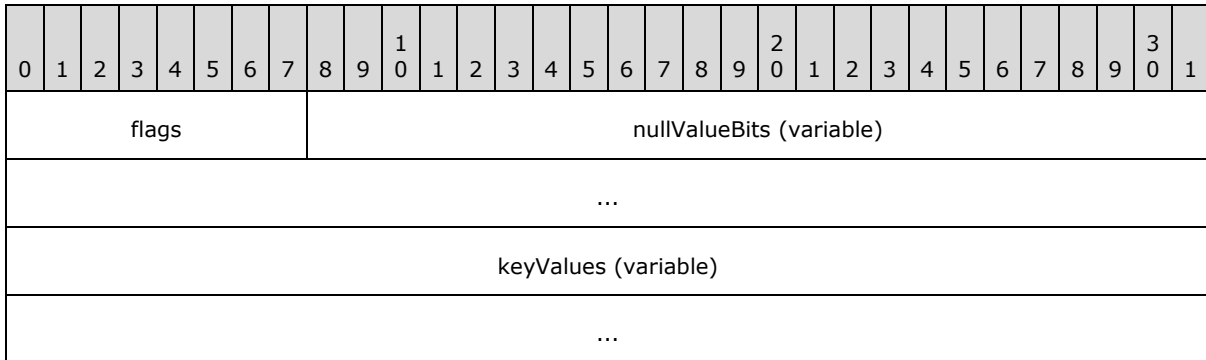 1 2 3
0 1 2 3 4 5 6 7 8 9 0 1 2 3 4 5 6 7 8 9 0 1 2 3 4 5 6 7 8 9 0 1
flags nullValueBits (variable)
...
keyValues (variable)
...